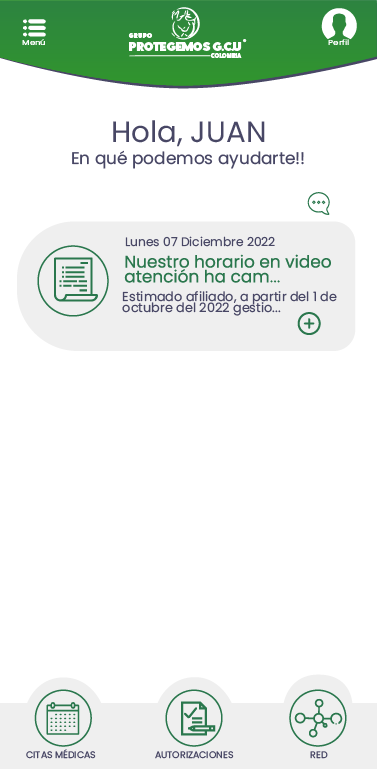 Menú
GRUPO
PROTEGEMOS G.C.U
COLOMBIA
Perfil
Hola, JUAN
En qué podemos ayudarte!!
Lunes 07 Diciembre 2022
Nuestro horario en video
atención ha cam...
Estimado afiliado, a partir del 1 de
octubre del 2022 gestio...
CITAS MÉDICAS
AUTORIZACIONES
RED